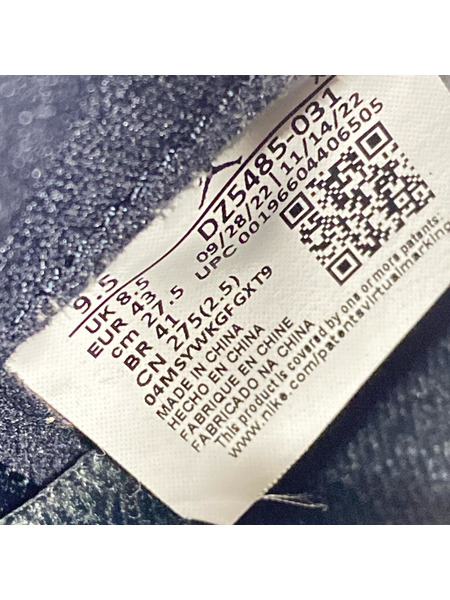 9.5
UK 8.5
EUR 43
cm 27.5
BR 41
CN 275(2.5)
04MSYWKGFGXT9
DZ5485-031
09/28/22 | 11/14/22
UPC 00196604406505
MADE IN CHINA
HECHO EN CHINA
FABRIQUE EN CHINE
FABRICADO NA CHINA
This product is covered by one or more patents:
www.nike.com/patentsvirtualmarking